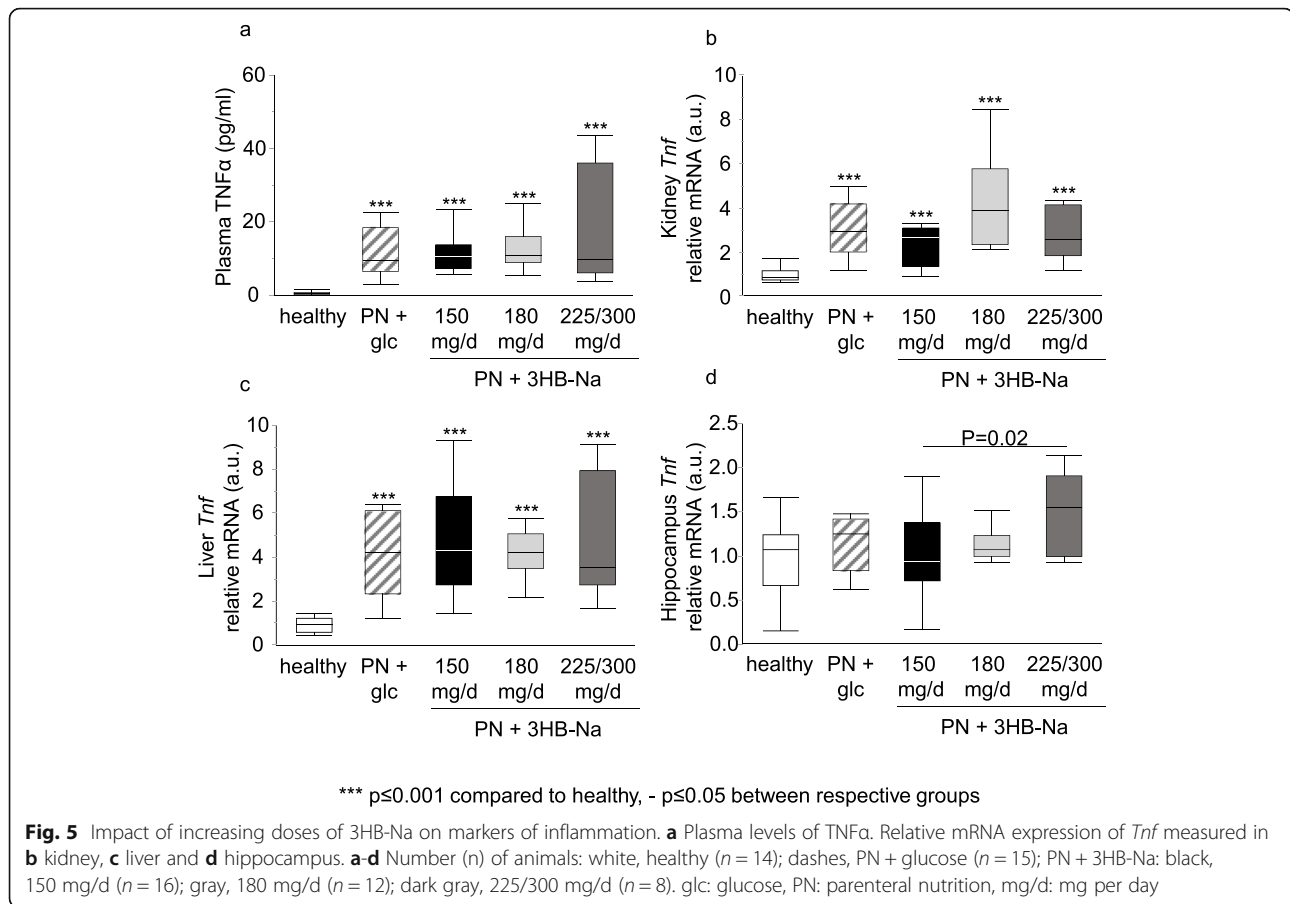 a
60
40
20
0
Plasma TNFα (pg/ml)
***
***
***
***
healthy
PN + glc
150 mg/d
180 mg/d
225/300 mg/d
PN + 3HB-Na
b
10
8
6
4
2
0
Kidney Tnf
relative mRNA (a.u.)
***
***
***
***
healthy
PN + glc
150 mg/d
180 mg/d
225/300 mg/d
PN + 3HB-Na
c
10
8
6
4
2
0
Liver Tnf
relative mRNA (a.u.)
***
***
***
***
healthy
PN + glc
150 mg/d
180 mg/d
225/300 mg/d
PN + 3HB-Na
d
2.5
2.0
1.5
1.0
0.5
0.0
Hippocampus Tnf
relative mRNA (a.u.)
P=0.02
healthy
PN + glc
150 mg/d
180 mg/d
225/300 mg/d
PN + 3HB-Na
*** p≤0.001 compared to healthy, - p≤0.05 between respective groups
Fig. 5 Impact of increasing doses of 3HB-Na on markers of inflammation. a Plasma levels of TNFα. Relative mRNA expression of Tnf measured in
b kidney, c liver and d hippocampus. a-d Number (n) of animals: white, healthy (n = 14); dashes, PN + glucose (n = 15); PN + 3HB-Na: black,
150 mg/d (n = 16); gray, 180 mg/d (n = 12); dark gray, 225/300 mg/d (n = 8). glc: glucose, PN: parenteral nutrition, mg/d: mg per day